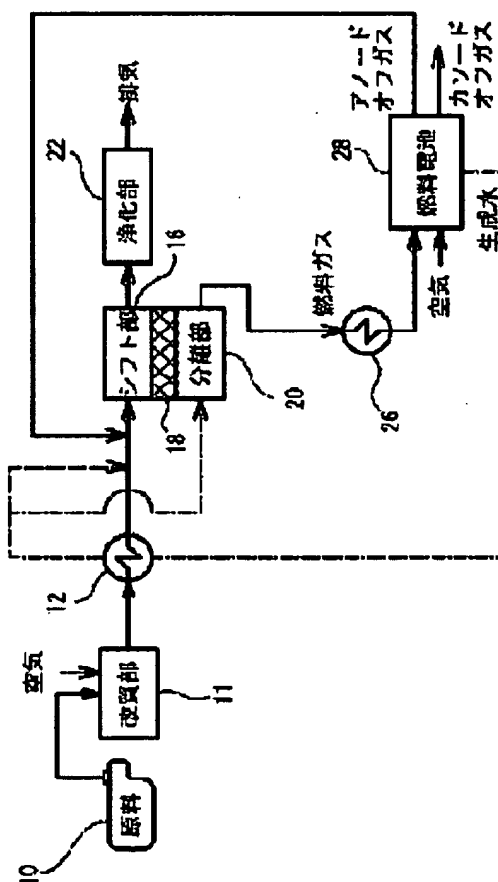 10
原料
空気
改質部
11
12
シフト部
16
18
分離部
20
浄化部
22
排気
燃料ガス
26
空気
燃料電池
28
アノード
オフガス
カソード
オフガス
生成水